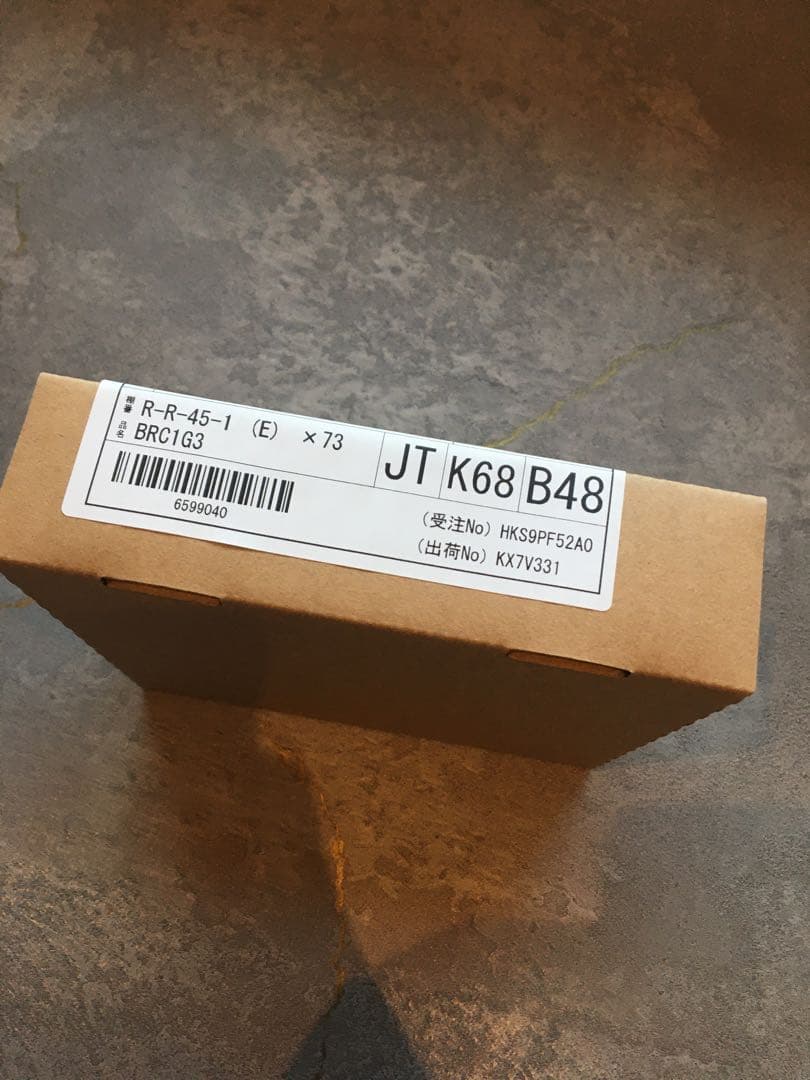 棚番 R-R-45-1 (E) ×73
品名 BRC1G3
JT K68 B48
6599040
(受注No) HKS9PF52A0
(出荷No) KX7V331